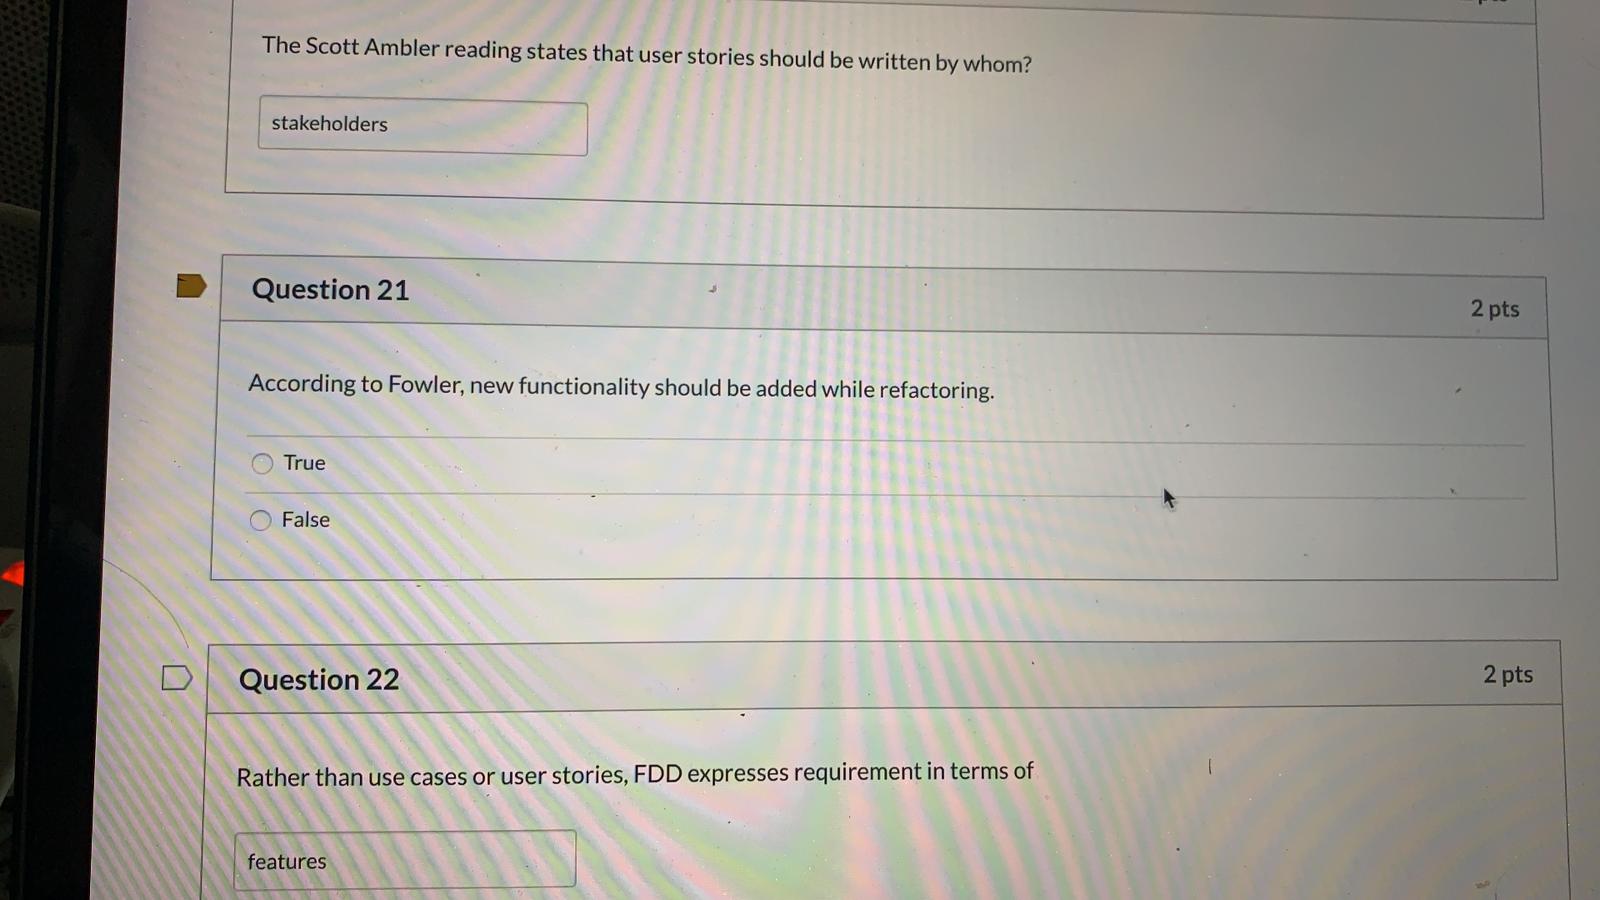 The Scott Ambler reading states that user stories should be written by whom?
stakeholders
Question 21
2 pts
According to Fowler, new functionality should be added while refactoring.
True
False
Question 22
2 pts
Rather than use cases or user stories, FDD expresses requirement in terms of
features